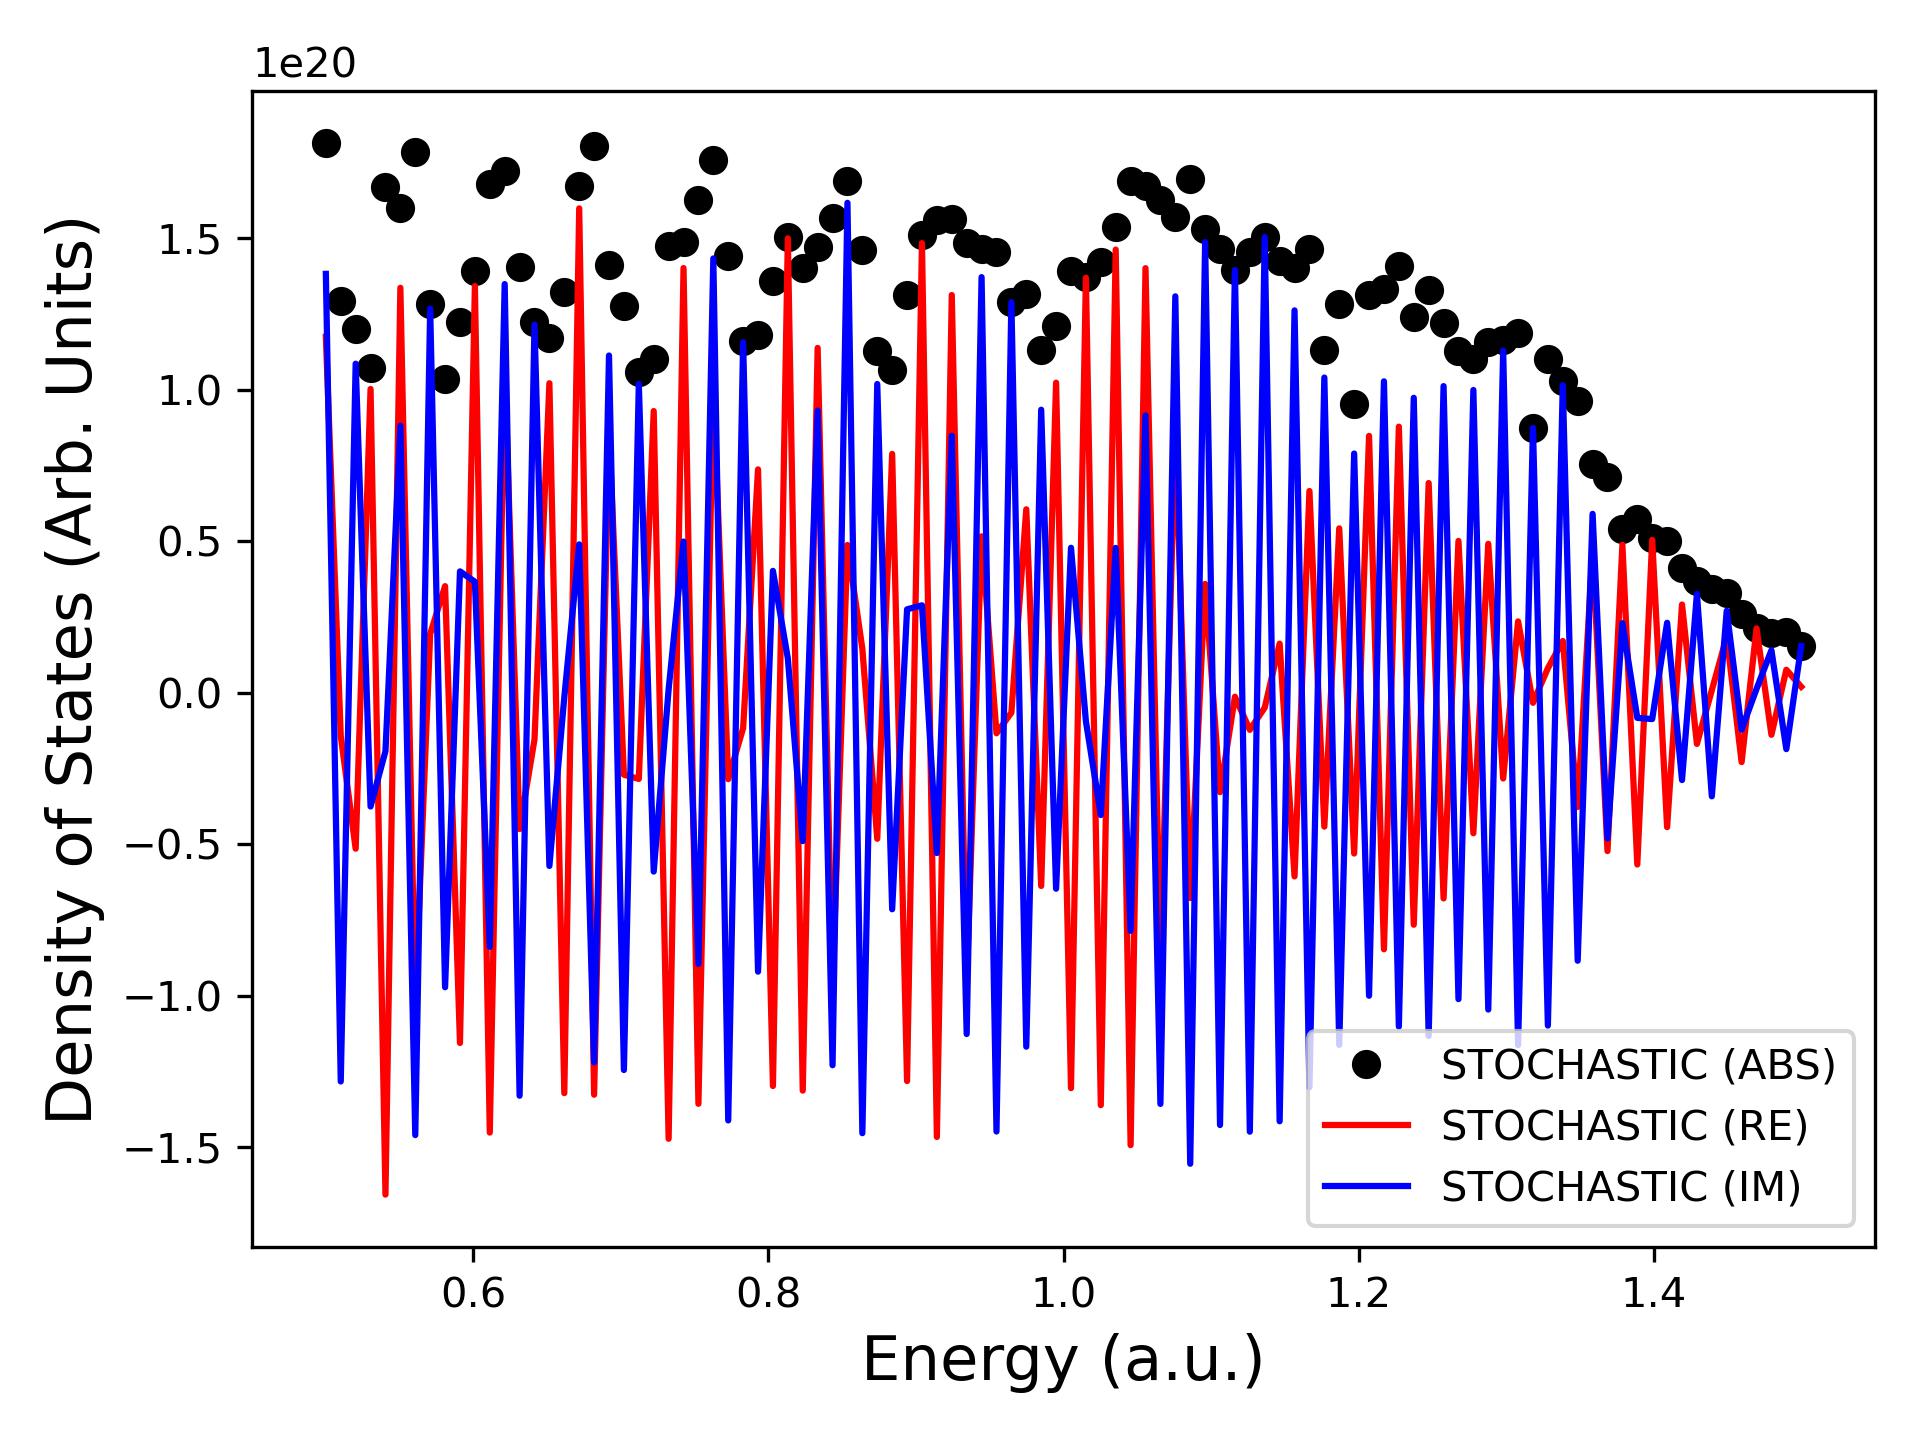 1e20
1.5
1.0
0.5
0.0
−0.5
−1.0
−1.5
Density of States (Arb. Units)
STOCHASTIC (ABS)
STOCHASTIC (RE)
STOCHASTIC (IM)
0.6 0.8 1.0 1.2 1.4
Energy (a.u.)